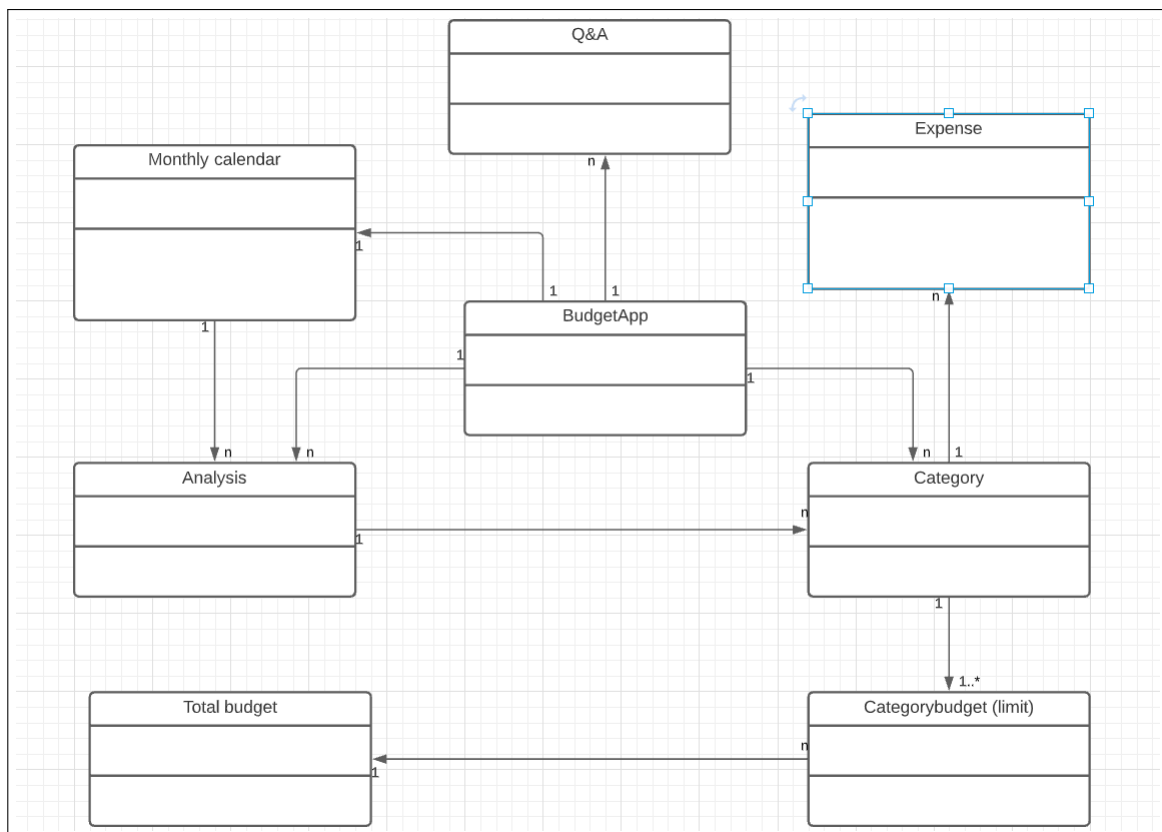 Q&A
Expense
Monthly calendar
n
1
n
1
1
BudgetApp
1
1
1
n
n
n
1
Analysis
Category
n
1
1
1..*
Total budget
Categorybudget (limit)
n
1